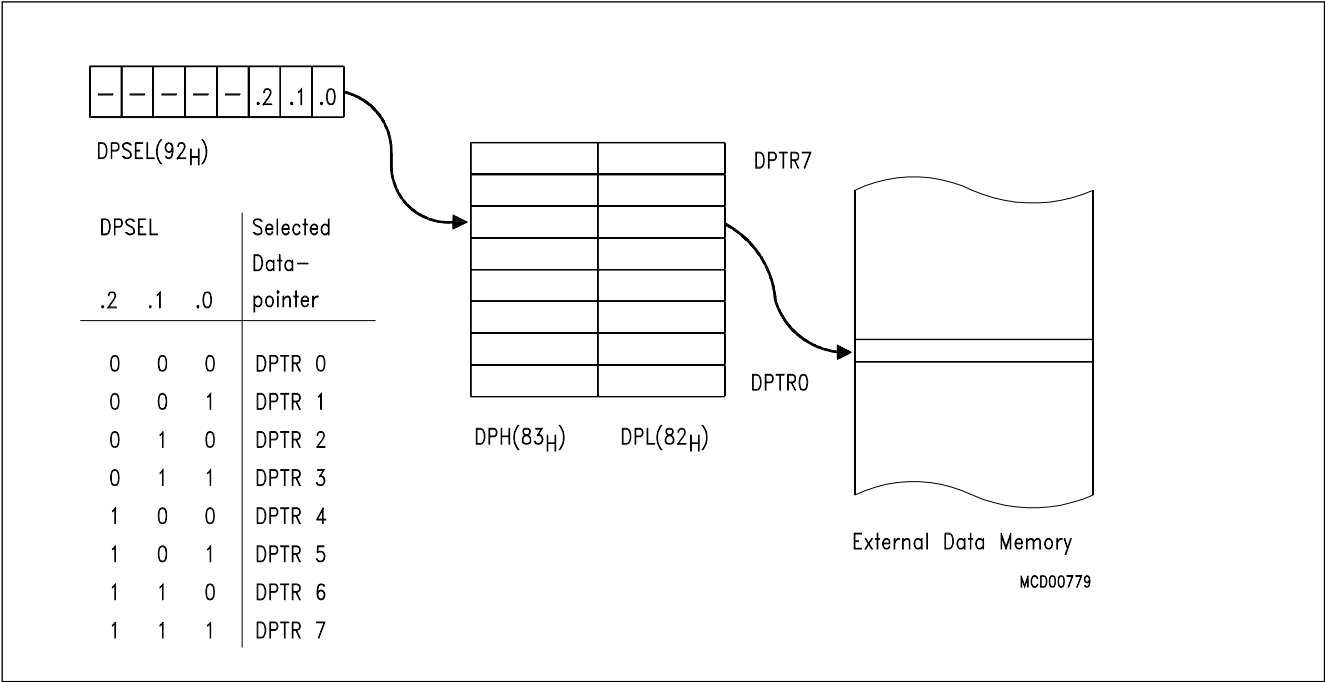 – – – – – .2 .1 .0
DPSEL(92H)
DPSEL Selected
Data–
.2 .1 .0 pointer
0 0 0 DPTR 0
0 0 1 DPTR 1
0 1 0 DPTR 2
0 1 1 DPTR 3
1 0 0 DPTR 4
1 0 1 DPTR 5
1 1 0 DPTR 6
1 1 1 DPTR 7
DPTR7
DPTR0
DPH(83H) DPL(82H)
External Data Memory
MCD00779